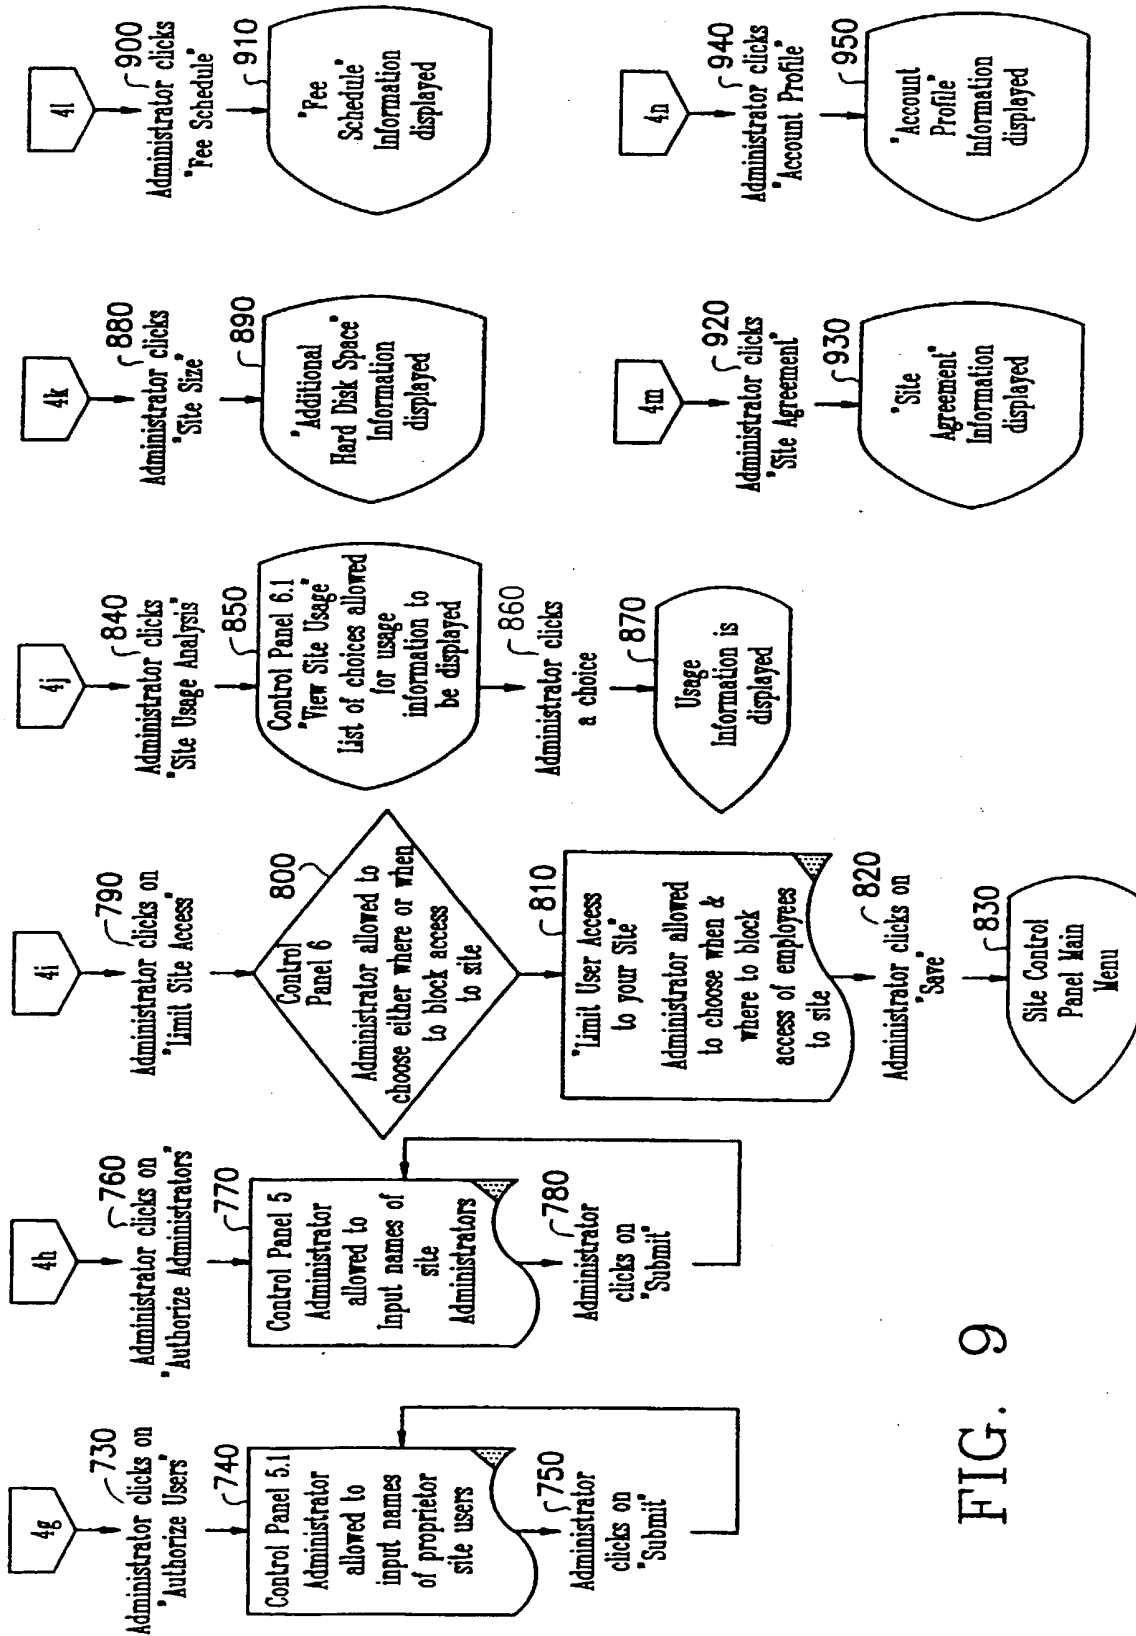 4g
730
Administrator clicks on
"Authorize Users"
740
Control Panel 5.1
Administrator
allowed to
input names
of proprietor
site users
750
Administrator
clicks on
"Submit"
4h
760
Administrator clicks on
"Authorize Administrators"
770
Control Panel 5
Administrator
allowed to
Input names of
site
Administrators
780
Administrator
clicks on
"Submit"
4i
790
Administrator clicks on
"Limit Site Access"
800
Control
Panel 6
Administrator allowed to
choose either where or when
to block access
to site
810
"Limit User Access
to your Site"
Administrator allowed
to choose when &
where to block
access of employees
to site
820
Administrator clicks on
"Save"
830
Site Control
Panel Main
Menu
4j
840
Administrator clicks
"Site Usage Analysis"
850
Control Panel 6.1
"View Site Usage"
List of choices allowed
for usage
information to
be displayed
860
Administrator clicks
a choice
870
Usage
Information is
displayed
4k
880
Administrator clicks
"Site Size"
890
"Additional
Hard Disk Space"
Information
displayed
4l
900
Administrator clicks
"Fee Schedule"
910
"Fee
Schedule"
Information
displayed
4m
920
Administrator clicks
"Site Agreement"
930
"Site
Agreement"
Information
displayed
4n
940
Administrator clicks
"Account Profile"
950
"Account
Profile"
Information
displayed
FIG. 9